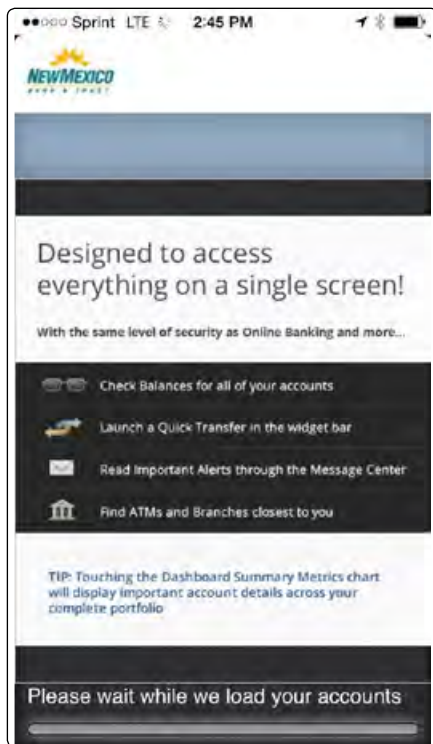 Sprint LTE 2:45 PM
NEWMEXICO
BANK & TRUST
Designed to access
everything on a single screen!
With the same level of security as Online Banking and more...
Check Balances for all of your accounts
Launch a Quick Transfer in the widget bar
Read Important Alerts through the Message Center
Find ATMs and Branches closest to you
TIP: Touching the Dashboard Summary Metrics chart
will display important account details across your
complete portfolio
Please wait while we load your accounts